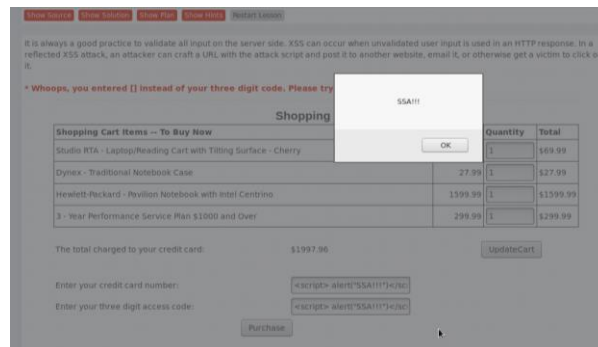 Show Source Show Solution Show Plan Show Hints Restart Lesson
It is always a good practice to validate all input on the server side. XSS can occur when unvalidated user input is used in an HTTP response. In a
reflected XSS attack, an attacker can craft a URL with the attack script and post it to another website, email it, or otherwise get a victim to click o
it.
* Whoops, you entered [] instead of your three digit code. Please try
SSA!!!
OK
Shopping
Shopping Cart Items -- To Buy Now Quantity Total
Studio RTA - Laptop/Reading Cart with Tilting Surface - Cherry 1 $69.99
Dynex - Traditional Notebook Case 27.99 1 $27.99
Hewlett-Packard - Pavilion Notebook with Intel Centrino 1599.99 1 $1599.99
3 - Year Performance Service Plan $1000 and Over 299.99 1 $299.99
The total charged to your credit card: $1997.96 UpdateCart
Enter your credit card number: <script> alert("SSA!!!")</sc
Enter your three digit access code: <script> alert("SSA!!!")</sc
Purchase